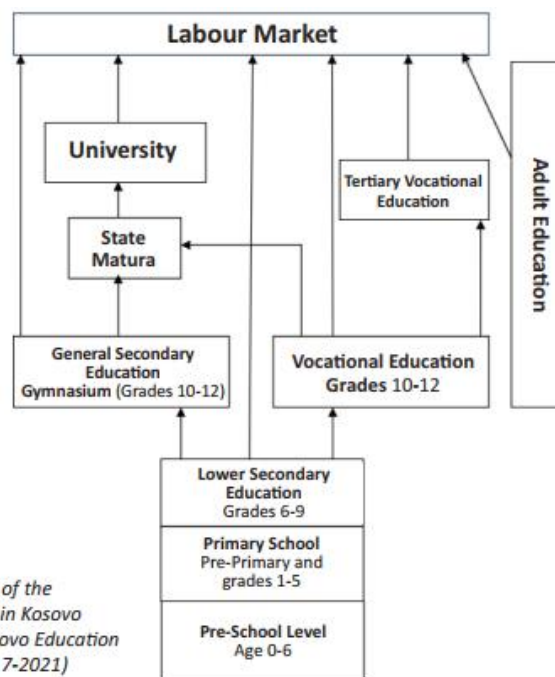 Labour Market
University
Tertiary Vocational
Education
Adult Education
State
Matura
General Secondary
Education
Gymnasium (Grades 10-12)
Vocational Education
Grades 10-12
Lower Secondary
Education
Grades 6-9
Primary School
Pre-Primary and
grades 1-5
Pre-School Level
Age 0-6
of the
in Kosovo
ovo Education
7-2021)